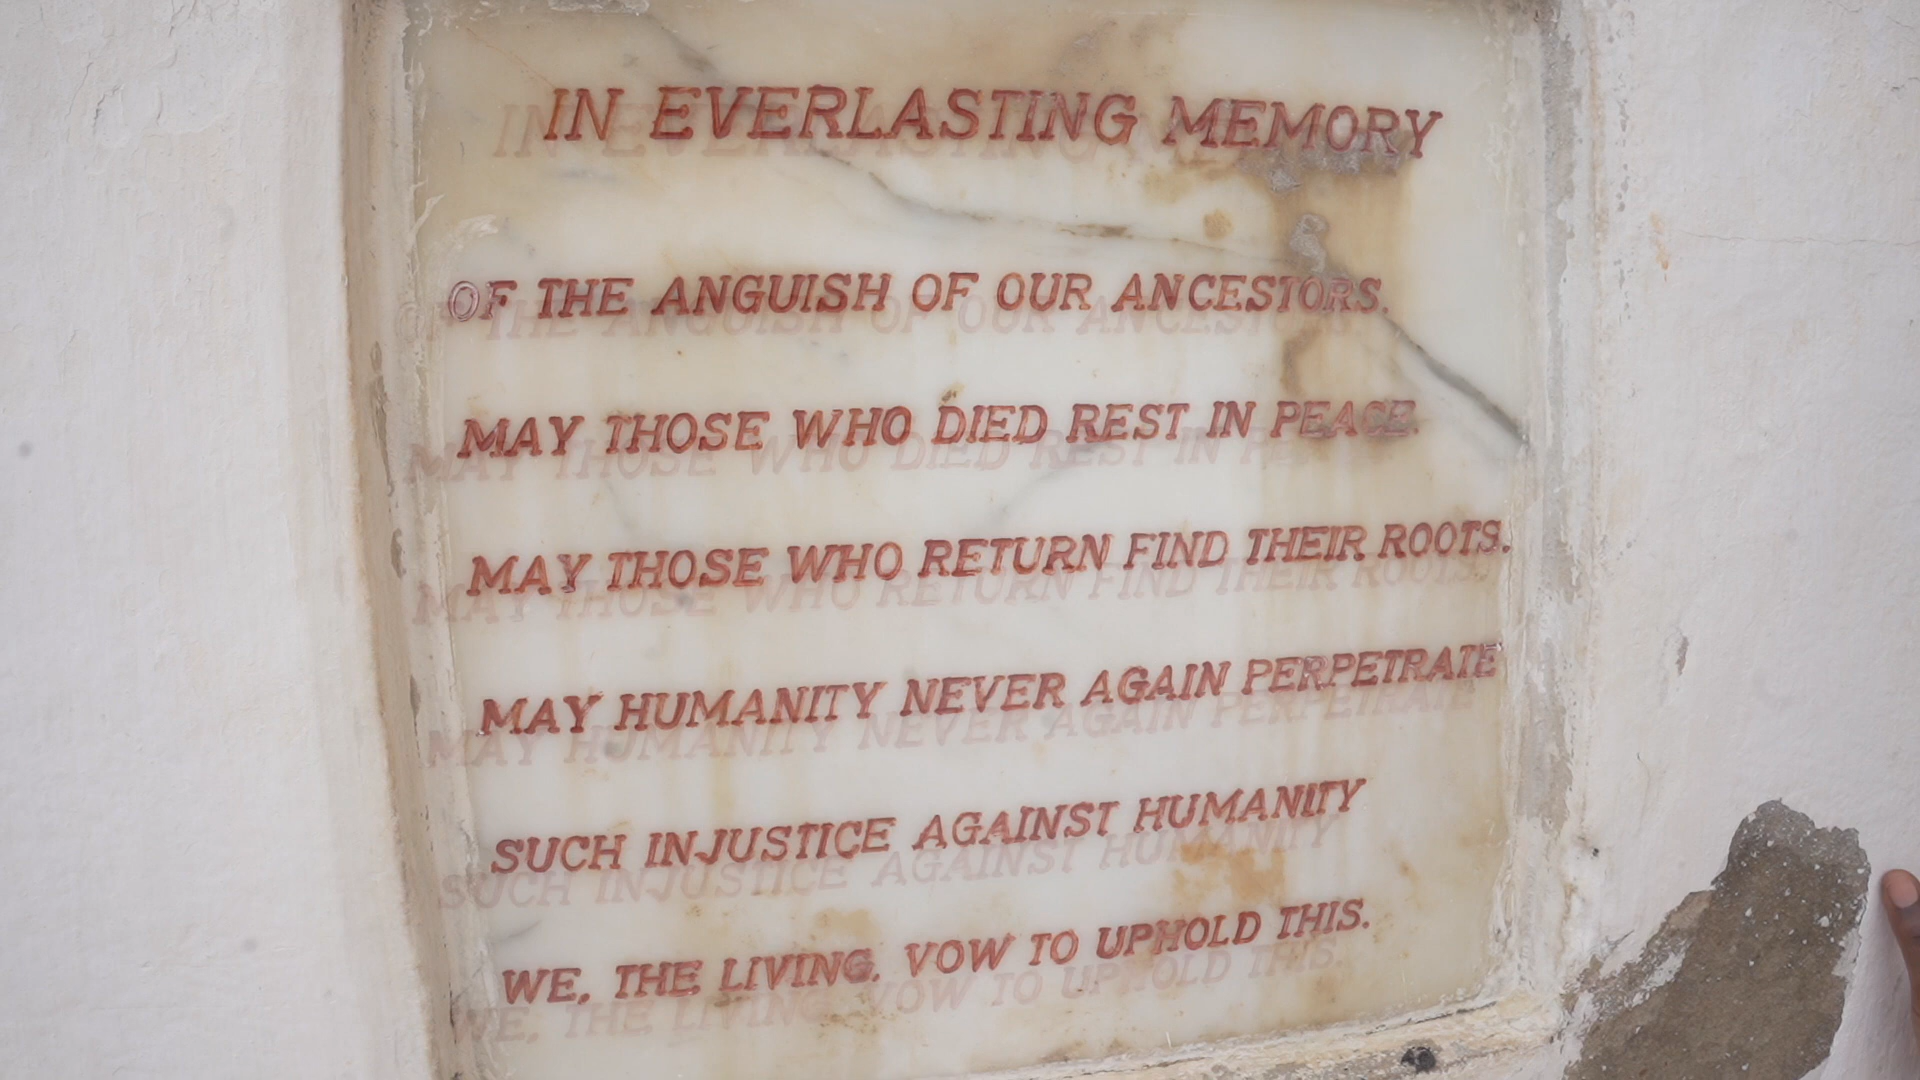 IN EVERLASTING MEMORY
OF THE ANGUISH OF OUR ANCESTORS.
MAY THOSE WHO DIED REST IN PEACE.
MAY THOSE WHO RETURN FIND THEIR ROOTS.
MAY HUMANITY NEVER AGAIN PERPETRATE
SUCH INJUSTICE AGAINST HUMANITY
WE, THE LIVING, VOW TO UPHOLD THIS.